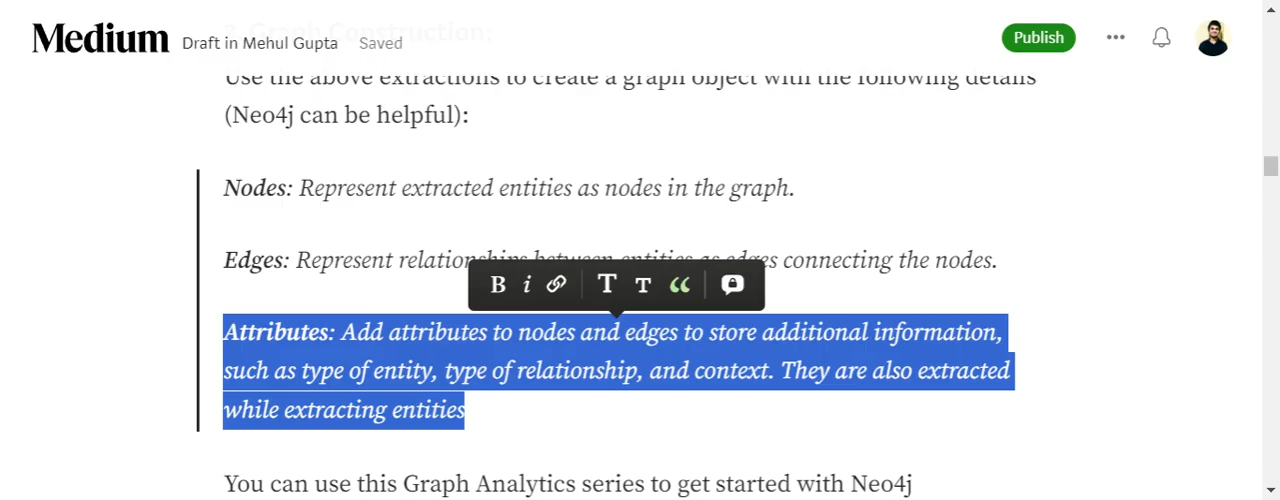 Medium Draft in Mehul Gupta Saved Publish
2. Graph Construction:
Use the above extractions to create a graph object with the following details
(Neo4j can be helpful):
Nodes: Represent extracted entities as nodes in the graph.
Edges: Represent relationships between entities as edges connecting the nodes.
B i T T
Attributes: Add attributes to nodes and edges to store additional information,
such as type of entity, type of relationship, and context. They are also extracted
while extracting entities
You can use this Graph Analytics series to get started with Neo4j